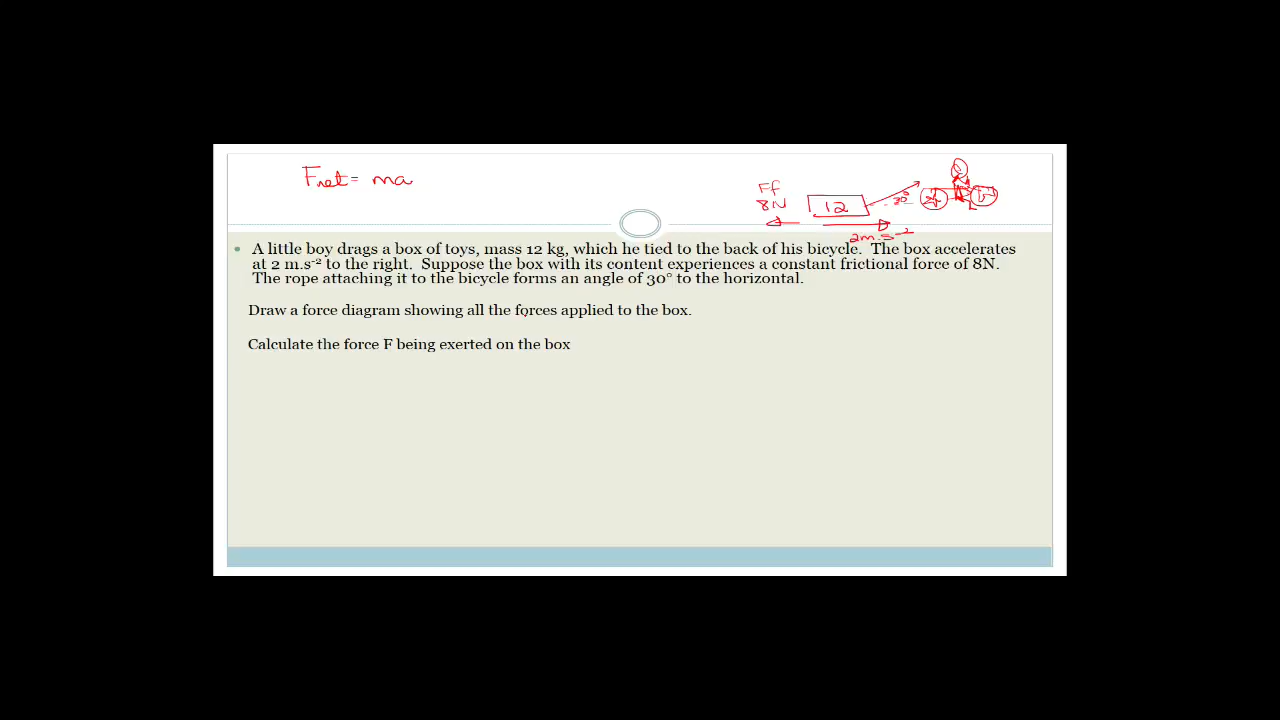 Fnet = ma
Ff
8N
12
30°
2m.s⁻²
• A little boy drags a box of toys, mass 12 kg, which he tied to the back of his bicycle. The box accelerates
at 2 m.s⁻² to the right. Suppose the box with its content experiences a constant frictional force of 8N.
The rope attaching it to the bicycle forms an angle of 30° to the horizontal.
Draw a force diagram showing all the forces applied to the box.
Calculate the force F being exerted on the box